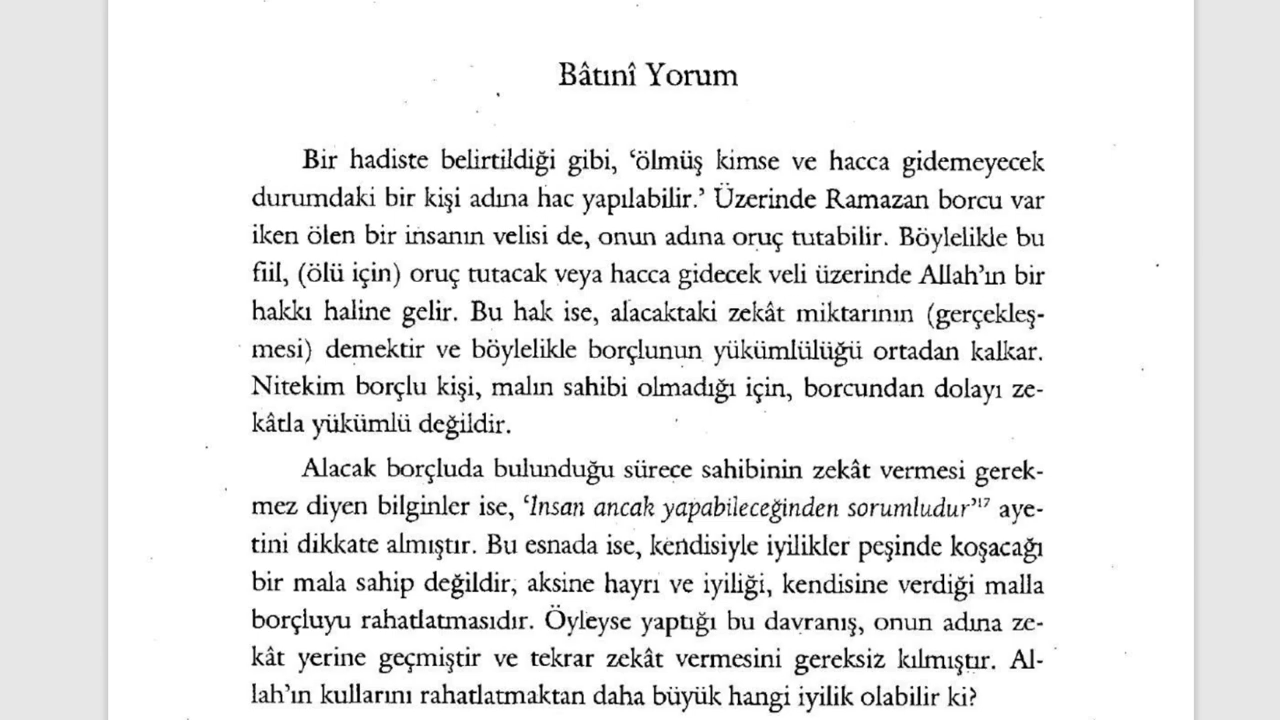 Bâtınî Yorum
Bir hadiste belirtildiği gibi, ‘ölmüş kimse ve hacca gidemeyecek
durumdaki bir kişi adına hac yapılabilir.’ Üzerinde Ramazan borcu var
iken ölen bir insanın velisi de, onun adına oruç tutabilir. Böylelikle bu
fiil, (ölü için) oruç tutacak veya hacca gidecek veli üzerinde Allah’ın bir
hakkı haline gelir. Bu hak ise, alacaktaki zekât miktarının (gerçekleş-
mesi) demektir ve böylelikle borçlunun yükümlülüğü ortadan kalkar.
Nitekim borçlu kişi, malın sahibi olmadığı için, borcundan dolayı ze-
kâtla yükümlü değildir.
Alacak borçluda bulunduğu sürece sahibinin zekât vermesi gerek-
mez diyen bilginler ise, ‘İnsan ancak yapabileceğinden sorumludur’¹⁷ aye-
tini dikkate almıştır. Bu esnada ise, kendisiyle iyilikler peşinde koşacağı
bir mala sahip değildir, aksine hayrı ve iyiliği, kendisine verdiği malla
borçluyu rahatlatmasıdır. Öyleyse yaptığı bu davranış, onun adına ze-
kât yerine geçmiştir ve tekrar zekât vermesini gereksiz kılmıştır. Al-
lah’ın kullarını rahatlatmaktan daha büyük hangi iyilik olabilir ki?